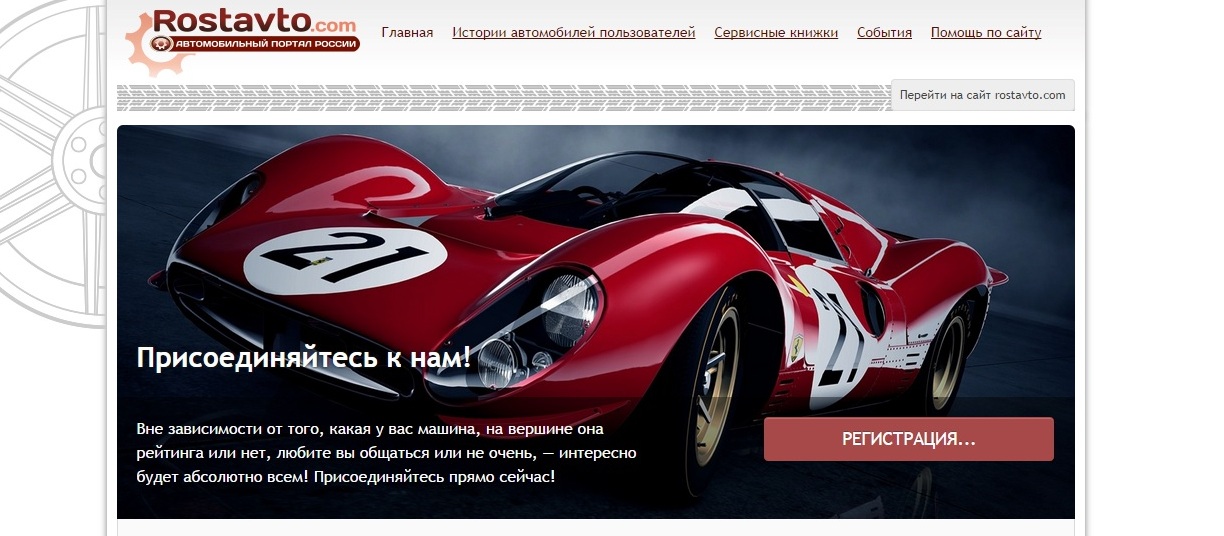 Rostavto.com
АВТОМОБИЛЬНЫЙ ПОРТАЛ РОССИИ
Главная Истории автомобилей пользователей Сервисные книжки События Помощь по сайту
Перейти на сайт rostavto.com
21
21
Присоединяйтесь к нам!
Вне зависимости от того, какая у вас машина, на вершине она
рейтинга или нет, любите вы общаться или не очень, — интересно
будет абсолютно всем! Присоединяйтесь прямо сейчас!
РЕГИСТРАЦИЯ...